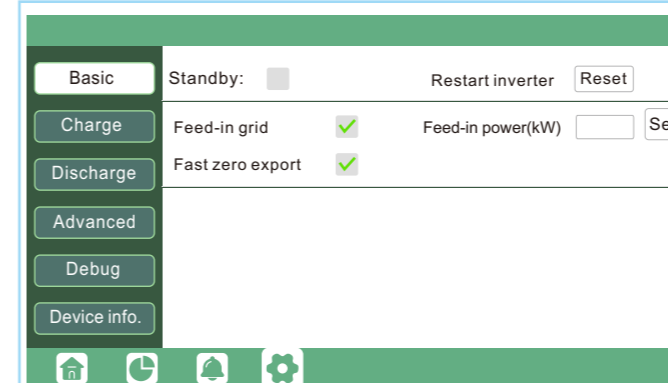 Basic
Standby:
Restart inverter
Reset
Charge
Feed-in grid
Feed-in power(kW)
Se
Discharge
Fast zero export
Advanced
Debug
Device info.